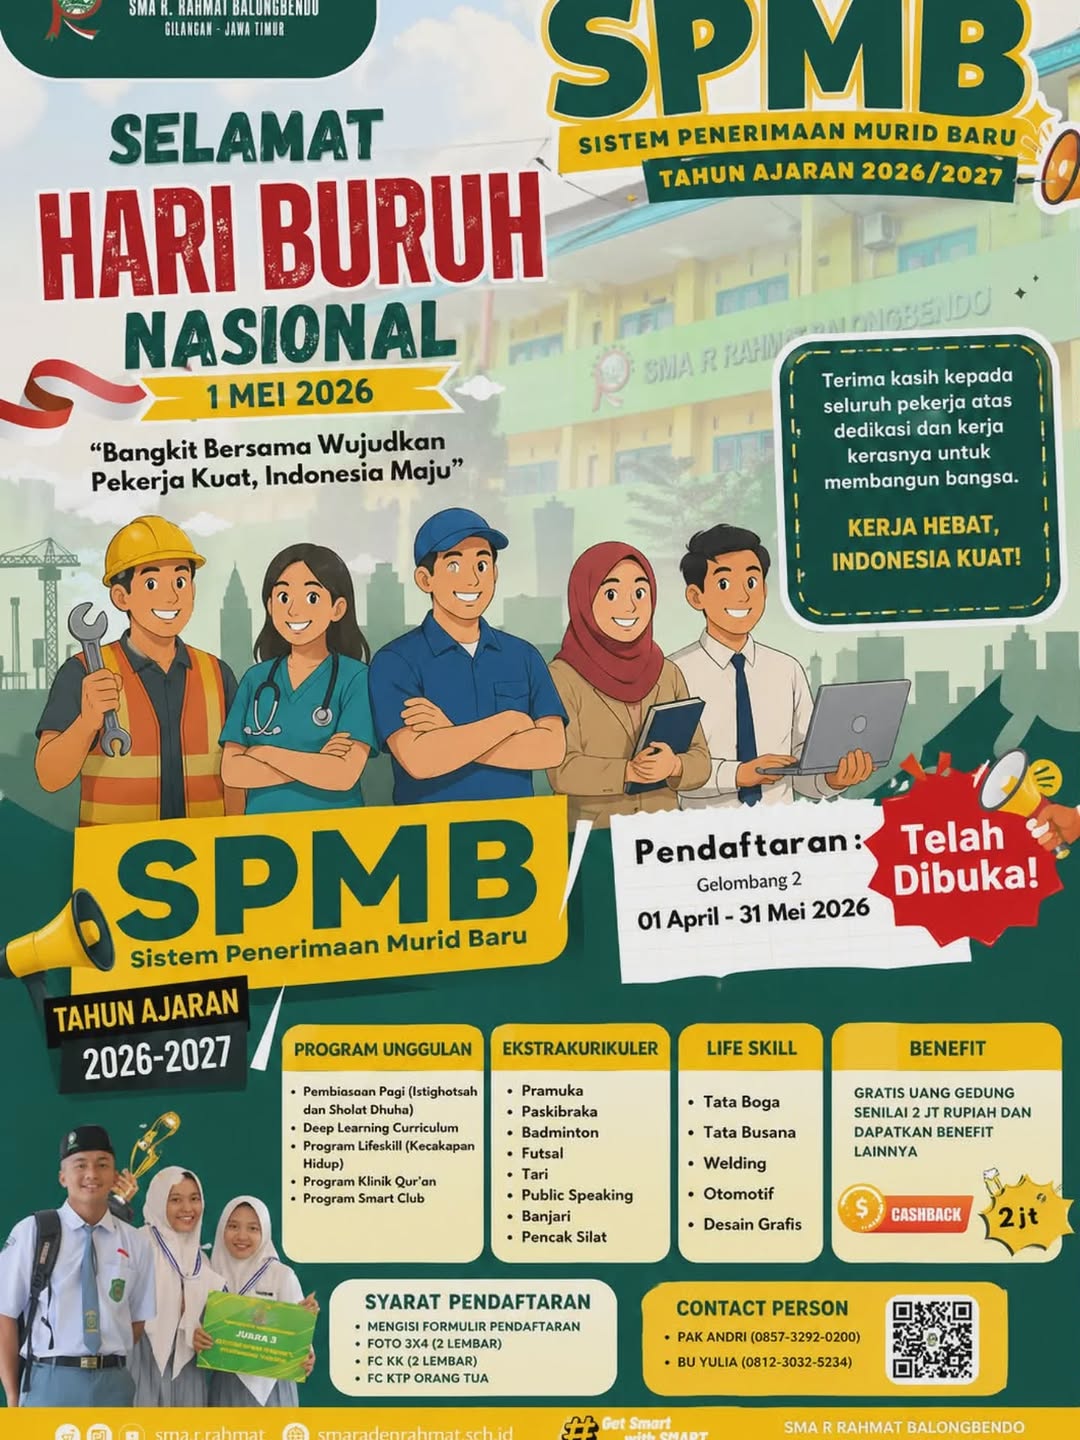 SMA R. RAHMAT BALONGBENDO
GILANGAN - JAWA TIMUR
SPMB
SISTEM PENERIMAAN MURID BARU
TAHUN AJARAN 2026/2027
SELAMAT
HARI BURUH
NASIONAL
1 MEI 2026
“Bangkit Bersama Wujudkan
Pekerja Kuat, Indonesia Maju”
SMA R RAHMAT BALONGBENDO
Terima kasih kepada
seluruh pekerja atas
dedikasi dan kerja
kerasnya untuk
membangun bangsa.
KERJA HEBAT,
INDONESIA KUAT!
SPMB
Sistem Penerimaan Murid Baru
TAHUN AJARAN
2026-2027
Pendaftaran :
Gelombang 2
01 April - 31 Mei 2026
Telah
Dibuka!
PROGRAM UNGGULAN
• Pembiasaan Pagi (Istighotsah
dan Sholat Dhuha)
• Deep Learning Curriculum
• Program Lifeskill (Kecakapan
Hidup)
• Program Klinik Qur'an
• Program Smart Club
EKSTRAKURIKULER
• Pramuka
• Paskibraka
• Badminton
• Futsal
• Tari
• Public Speaking
• Banjari
• Pencak Silat
LIFE SKILL
• Tata Boga
• Tata Busana
• Welding
• Otomotif
• Desain Grafis
BENEFIT
GRATIS UANG GEDUNG
SENILAI 2 JT RUPIAH DAN
DAPATKAN BENEFIT
LAINNYA
$
CASHBACK
2 jt
JUARA 3
SYARAT PENDAFTARAN
• MENGISI FORMULIR PENDAFTARAN
• FOTO 3X4 (2 LEMBAR)
• FC KK (2 LEMBAR)
• FC KTP ORANG TUA
CONTACT PERSON
• PAK ANDRI (0857-3292-0200)
• BU YULIA (0812-3032-5234)
sma.r.rahmat
smaradenrahmat.sch.id
# Get Smart
with SMART
SMA R RAHMAT BALONGBENDO